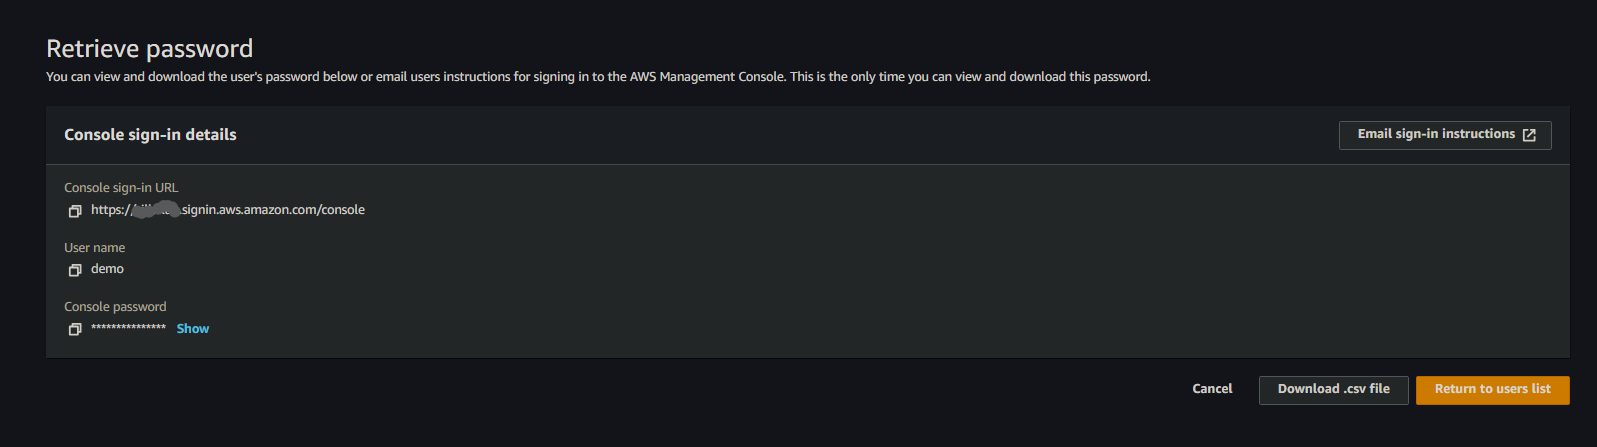 Retrieve password
You can view and download the user's password below or email users instructions for signing in to the AWS Management Console. This is the only time you can view and download this password.
Console sign-in details
Email sign-in instructions
Console sign-in URL
https://.signin.aws.amazon.com/console
User name
demo
Console password
*************** Show
Cancel
Download .csv file
Return to users list